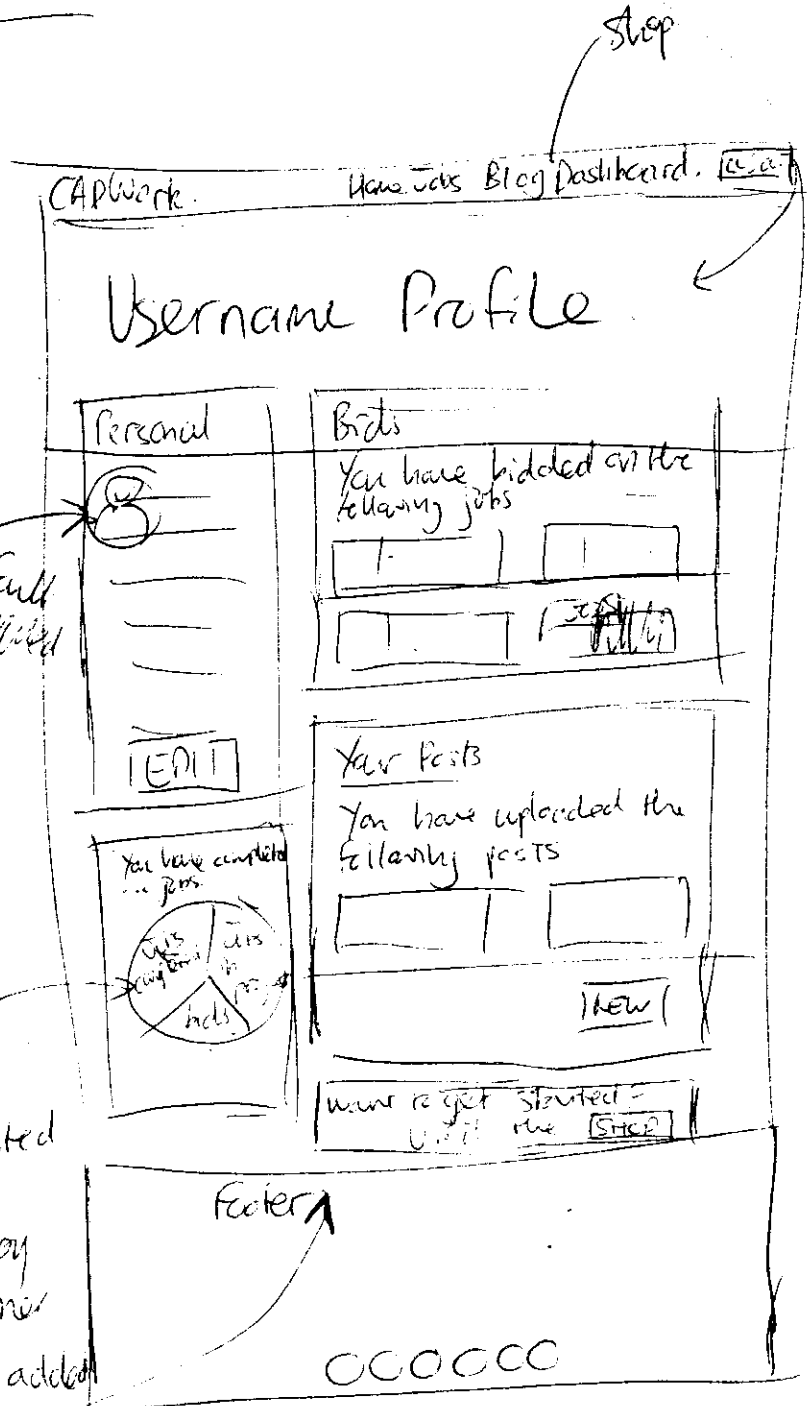 Shop
CADWork.
Home Jobs Blog Dashboard.
Username Profile
Personal
EDIT
Bids
You have bidded on the
following jobs
Your Posts
You have uploaded the
following posts
NEW
You have completed
... jobs
Jobs
completed
Jobs
in
bids
want to get started -
visit the SHOP
Footer
added